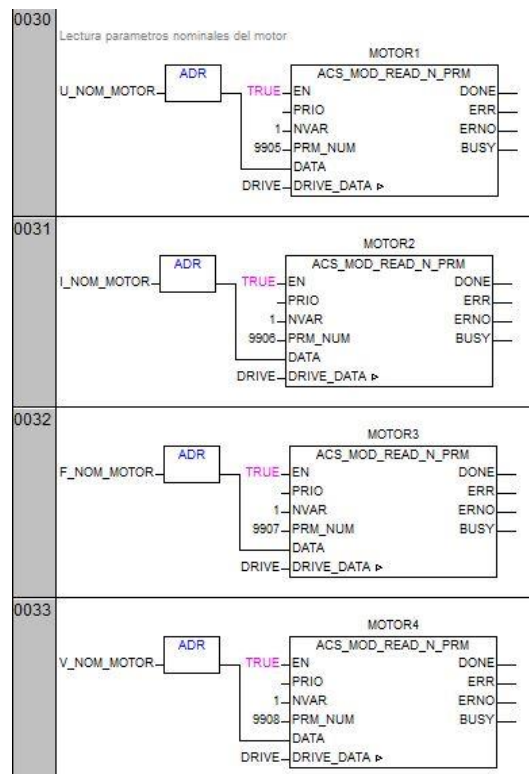 0030
Lectura parametros nominales del motor
MOTOR1
ADR
ACS_MOD_READ_N_PRM
U_NOM_MOTOR
TRUE EN DONE
PRIO ERR
1 NVAR ERNO
9905 PRM_NUM BUSY
DATA
DRIVE DRIVE_DATA
0031
MOTOR2
ADR
ACS_MOD_READ_N_PRM
I_NOM_MOTOR
TRUE EN DONE
PRIO ERR
1 NVAR ERNO
9906 PRM_NUM BUSY
DATA
DRIVE DRIVE_DATA
0032
MOTOR3
ADR
ACS_MOD_READ_N_PRM
F_NOM_MOTOR
TRUE EN DONE
PRIO ERR
1 NVAR ERNO
9907 PRM_NUM BUSY
DATA
DRIVE DRIVE_DATA
0033
MOTOR4
ADR
ACS_MOD_READ_N_PRM
V_NOM_MOTOR
TRUE EN DONE
PRIO ERR
1 NVAR ERNO
9908 PRM_NUM BUSY
DATA
DRIVE DRIVE_DATA